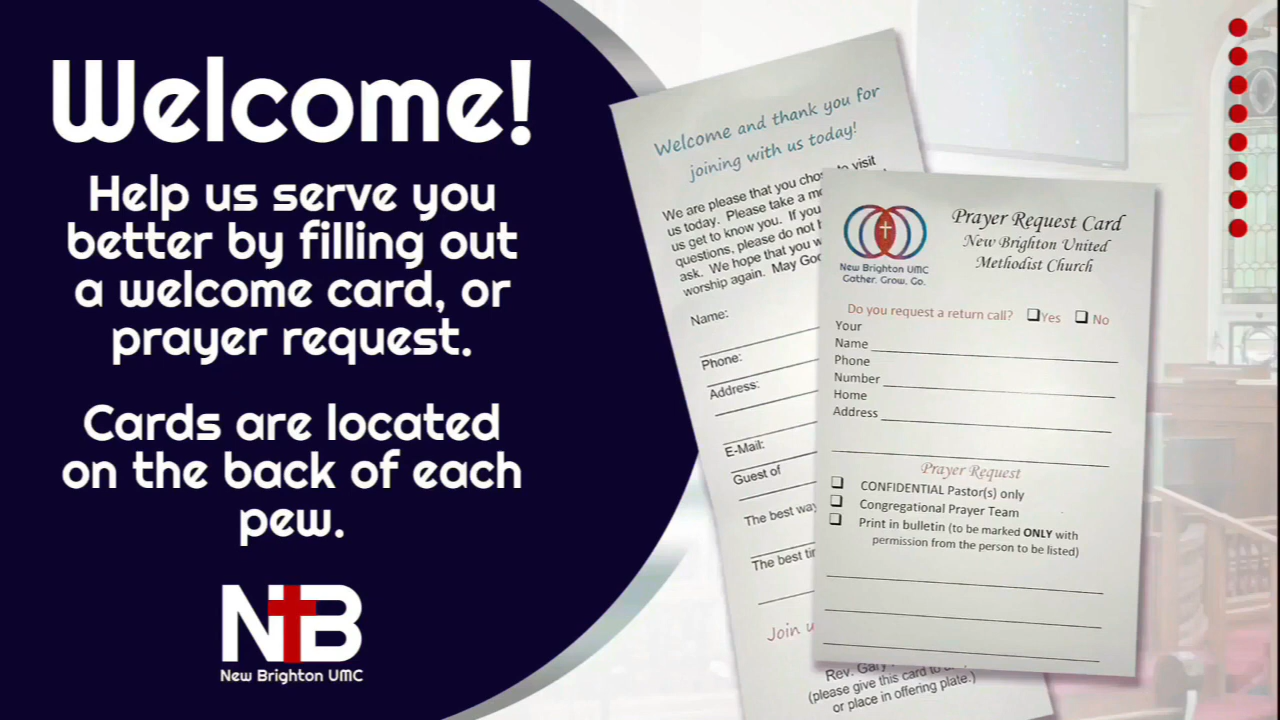 Welcome!
Help us serve you
better by filling out
a welcome card, or
prayer request.
Cards are located
on the back of each
pew.
NB
New Brighton UMC
Welcome and thank you for
joining with us today!
We are please that you chose to visit
us today. Please take a
us get to know you. If you
questions, please do not
ask. We hope that you
worship again. May God
Name:
Phone:
Address:
E-Mail:
Guest of
The best way
The best
Join
Rev. Gary
(please give this card to
or place in offering plate.)
New Brighton UMC
Gather. Grow. Go.
Prayer Request Card
New Brighton United
Methodist Church
Do you request a return call? ❑Yes ❑ No
Your
Name
Phone
Number
Home
Address
Prayer Request
❑ CONFIDENTIAL Pastor(s) only
❑ Congregational Prayer Team
❑ Print in bulletin (to be marked ONLY with
permission from the person to be listed)